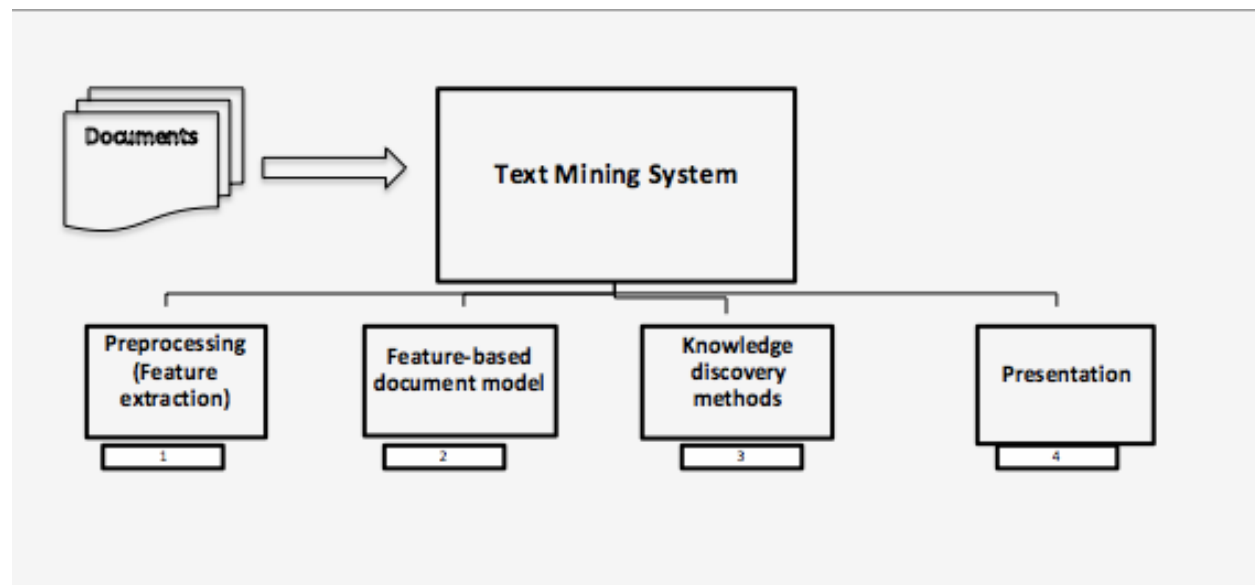 Documents
Text Mining System
Preprocessing
(Feature
extraction)
Feature-based
document model
Knowledge
discovery
methods
Presentation
1
2
3
4